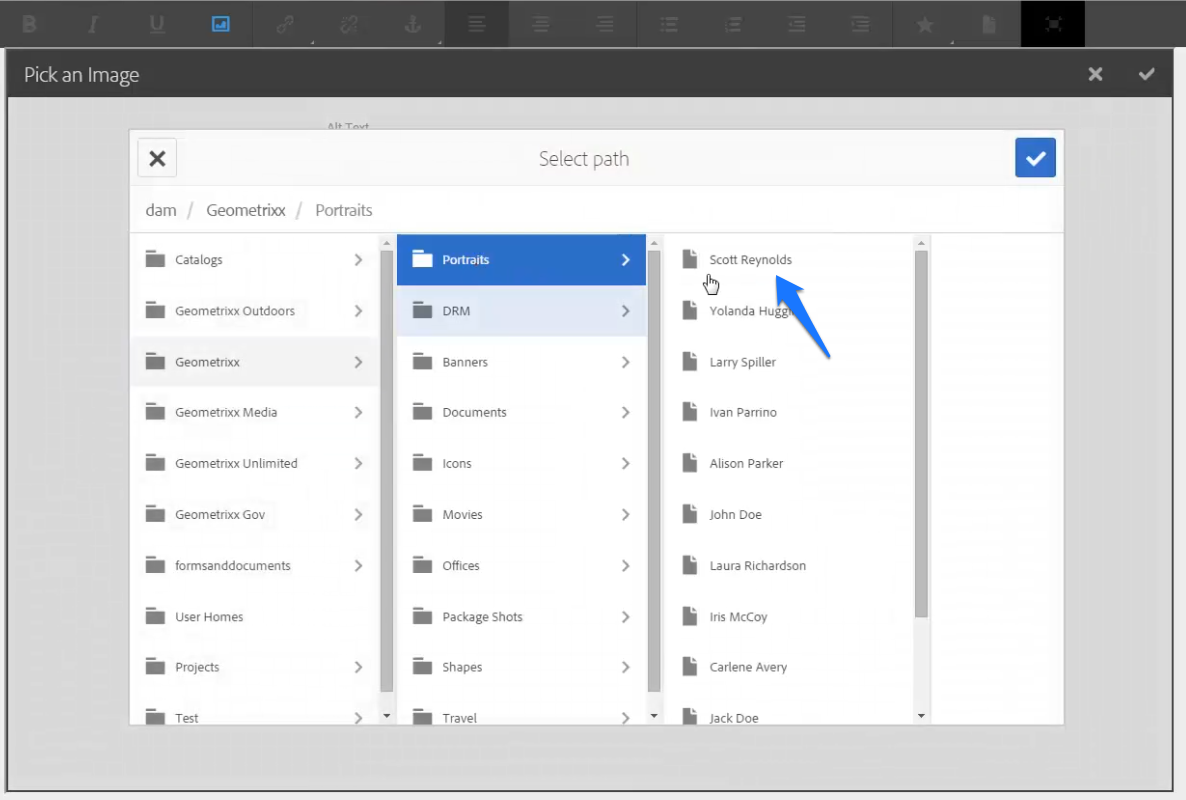 B I U
Pick an Image
Alt Text
Select path
dam / Geometrixx / Portraits
Catalogs
Geometrixx Outdoors
Geometrixx
Geometrixx Media
Geometrixx Unlimited
Geometrixx Gov
formsanddocuments
User Homes
Projects
Test
Portraits
DRM
Banners
Documents
Icons
Movies
Offices
Package Shots
Shapes
Travel
Scott Reynolds
Yolanda
Larry Spiller
Ivan Parrino
Alison Parker
John Doe
Laura Richardson
Iris McCoy
Carlene Avery
Jack Doe